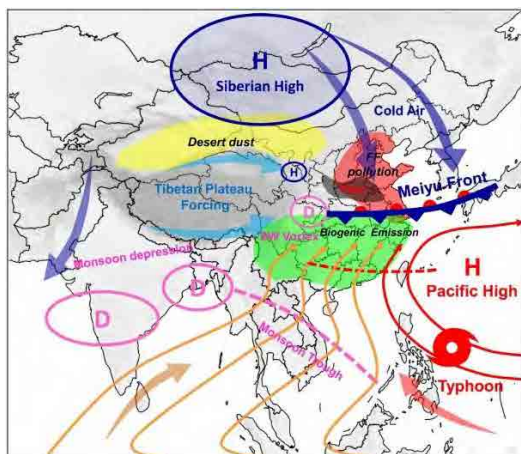 H
Siberian High
Cold Air
Desert dust
FF
pollution
H
Tibetan Plateau
Forcing
Meiyu Front
D
SW Vortex
Biogenic Emission
Monsoon depression
H
Pacific High
D
D
Monsoon Trough
Typhoon